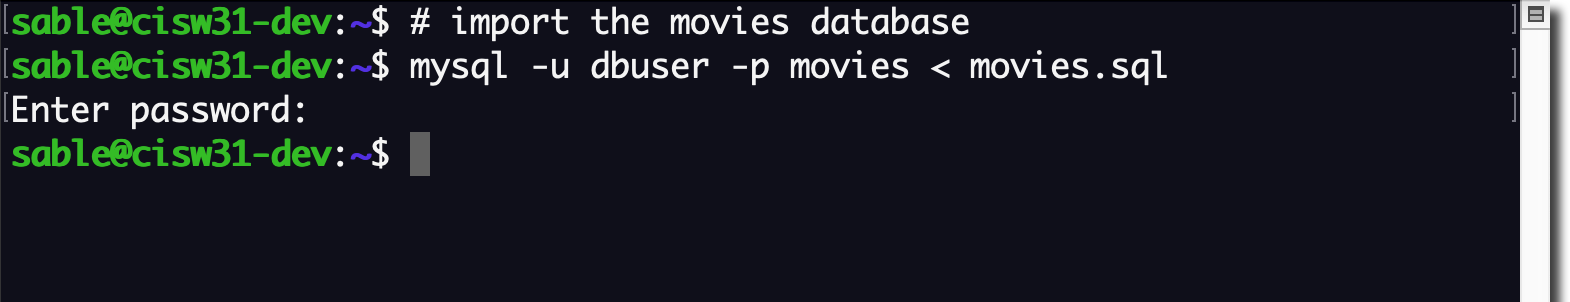 sable@cisw31-dev:~$ # import the movies database
sable@cisw31-dev:~$ mysql -u dbuser -p movies < movies.sql
Enter password:
sable@cisw31-dev:~$